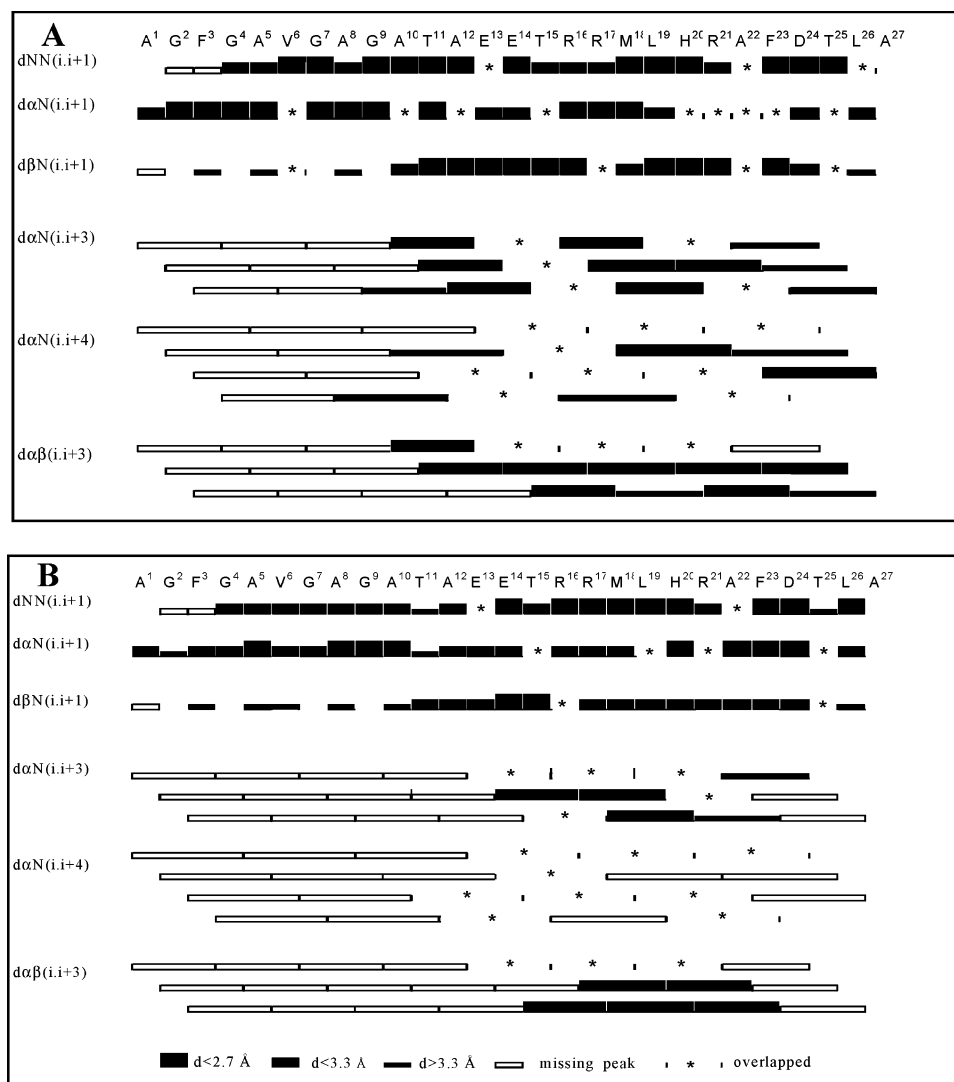 A
A¹ G² F³ G⁴ A⁵ V⁶ G⁷ A⁸ G⁹ A¹⁰ T¹¹ A¹² E¹³ E¹⁴ T¹⁵ R¹⁶ R¹⁷ M¹⁸ L¹⁹ H²⁰ R²¹ A²² F²³ D²⁴ T²⁵ L²⁶ A²⁷
dNN(i.i+1) * * *
dαN(i.i+1) * * * * * * * * *
dβN(i.i+1) * * * *
dαN(i.i+3) * *
*
* *
dαN(i.i+4) * * *
*
* * *
* *
dαβ(i.i+3) * * *
B
A¹ G² F³ G⁴ A⁵ V⁶ G⁷ A⁸ G⁹ A¹⁰ T¹¹ A¹² E¹³ E¹⁴ T¹⁵ R¹⁶ R¹⁷ M¹⁸ L¹⁹ H²⁰ R²¹ A²² F²³ D²⁴ T²⁵ L²⁶ A²⁷
dNN(i.i+1) * *
dαN(i.i+1) * * * *
dβN(i.i+1) * *
dαN(i.i+3) * * *
*
*
dαN(i.i+4) * * *
*
* * *
* *
dαβ(i.i+3) * * *
d<2.7 Å d<3.3 Å d>3.3 Å missing peak * overlapped